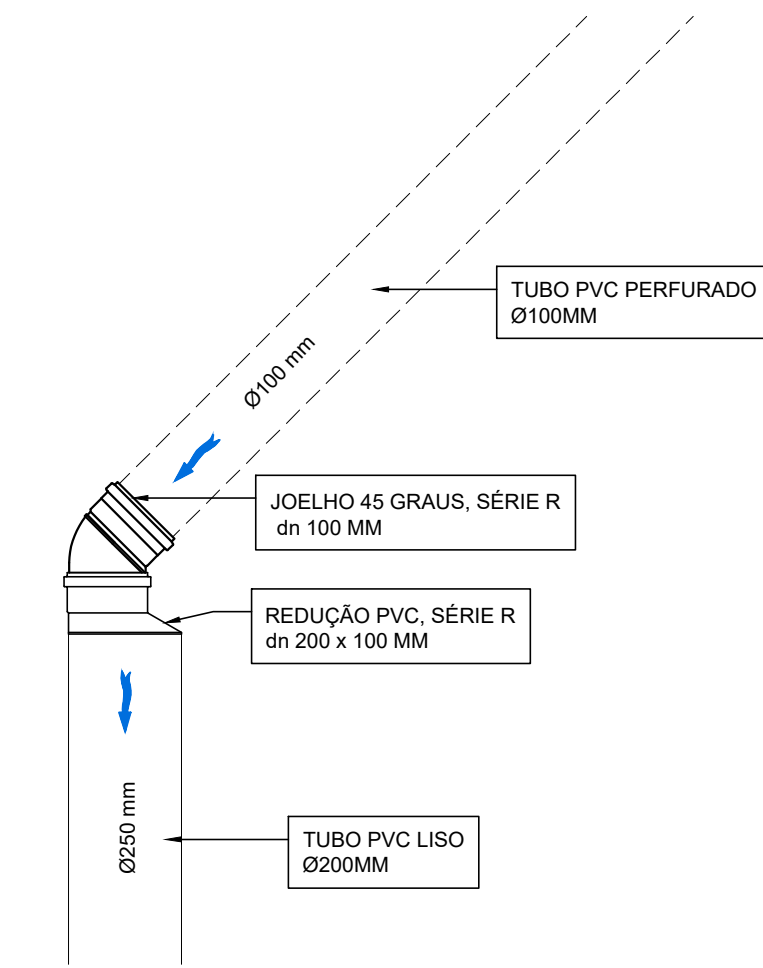 TUBO PVC PERFURADO
Ø100MM
Ø100 mm
JOELHO 45 GRAUS, SÉRIE R
dn 100 MM
REDUÇÃO PVC, SÉRIE R
dn 200 x 100 MM
Ø250 mm
TUBO PVC LISO
Ø200MM